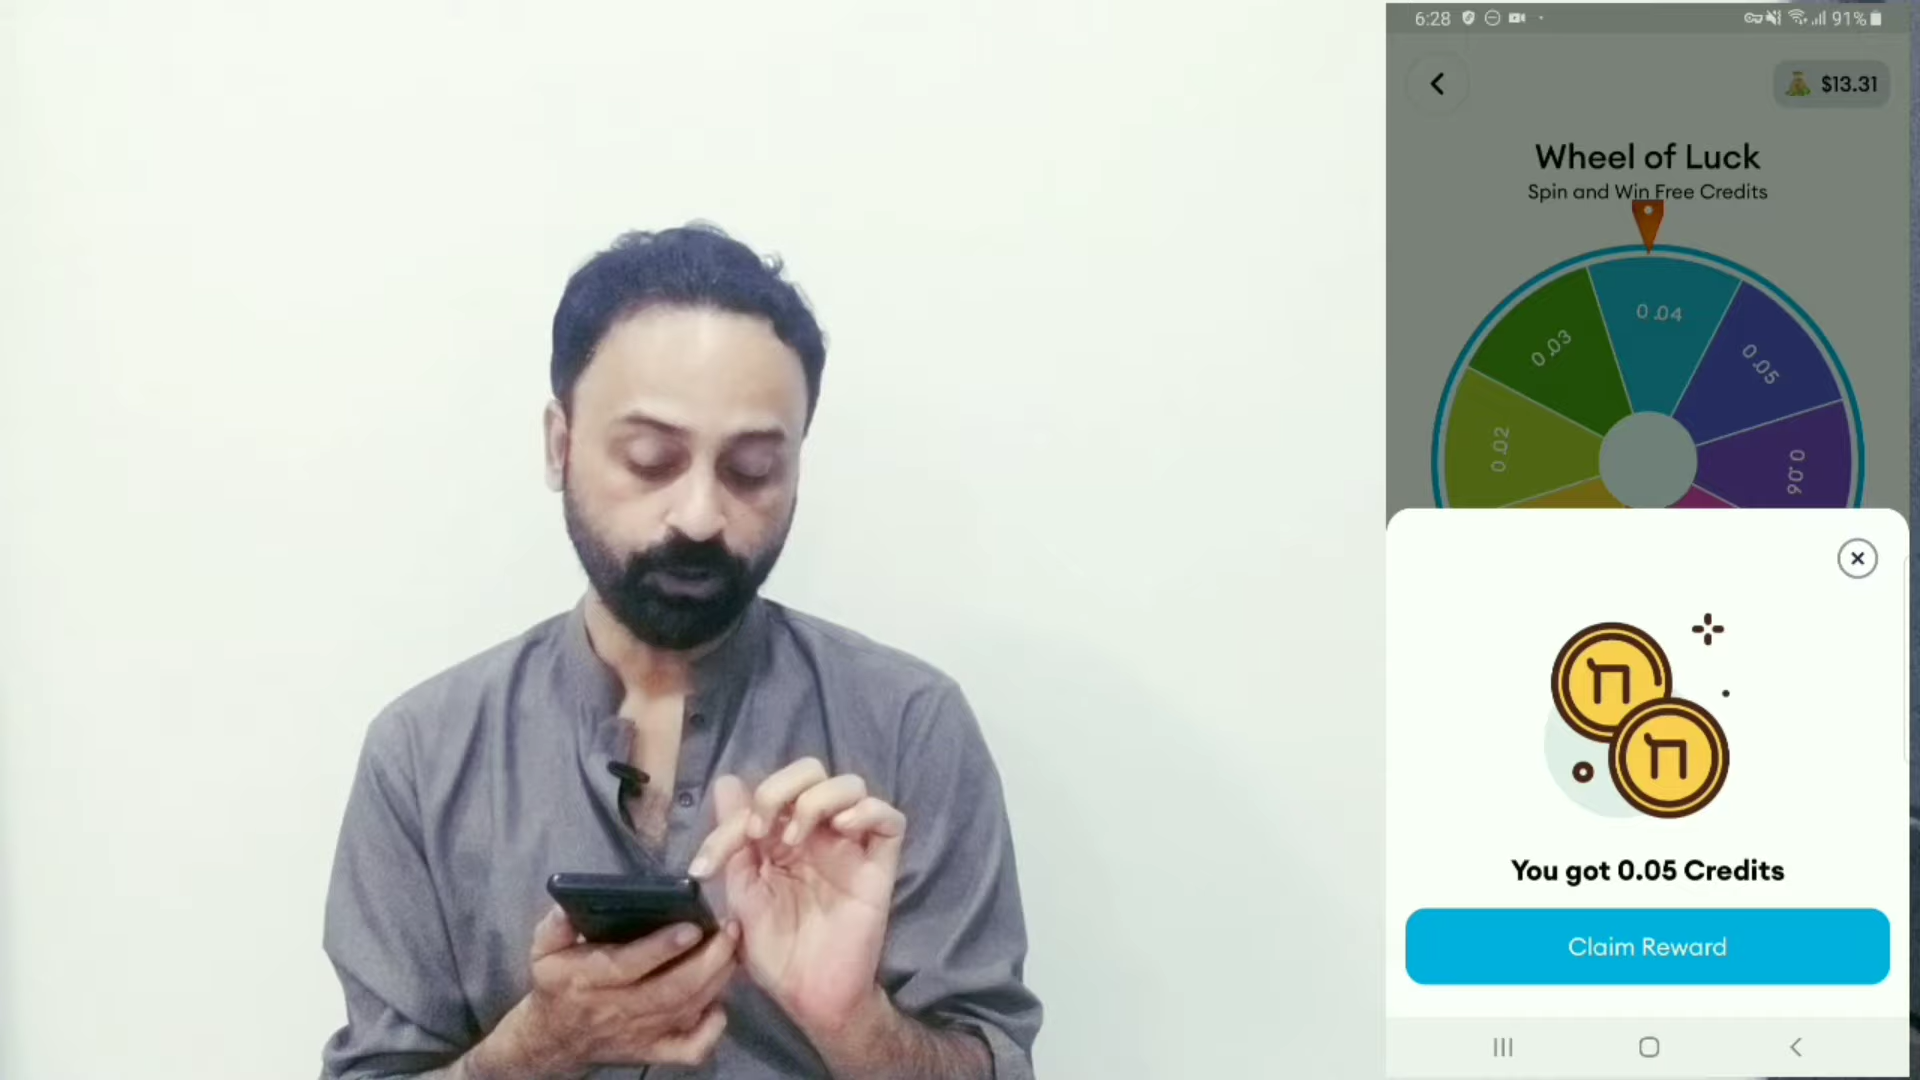 6:28
91%
$13.31
Wheel of Luck
Spin and Win Free Credits
0.04
0.03
0.05
0.02
0.06
You got 0.05 Credits
Claim Reward